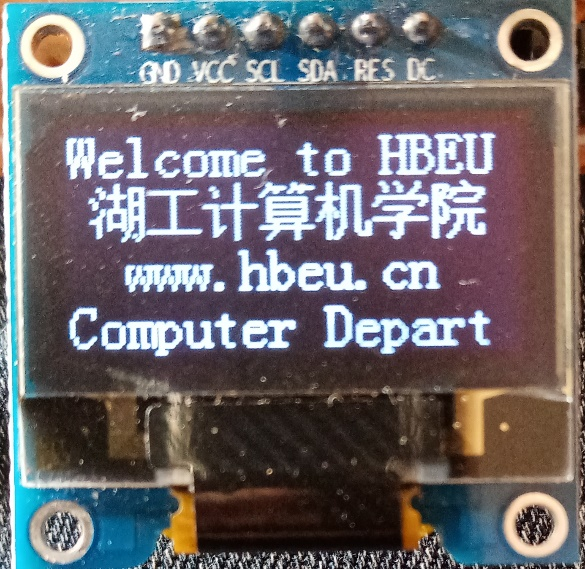 GND VCC SCL SDA RES DC
Welcome to HBEU
湖工计算机学院
www.hbeu.cn
Computer Depart